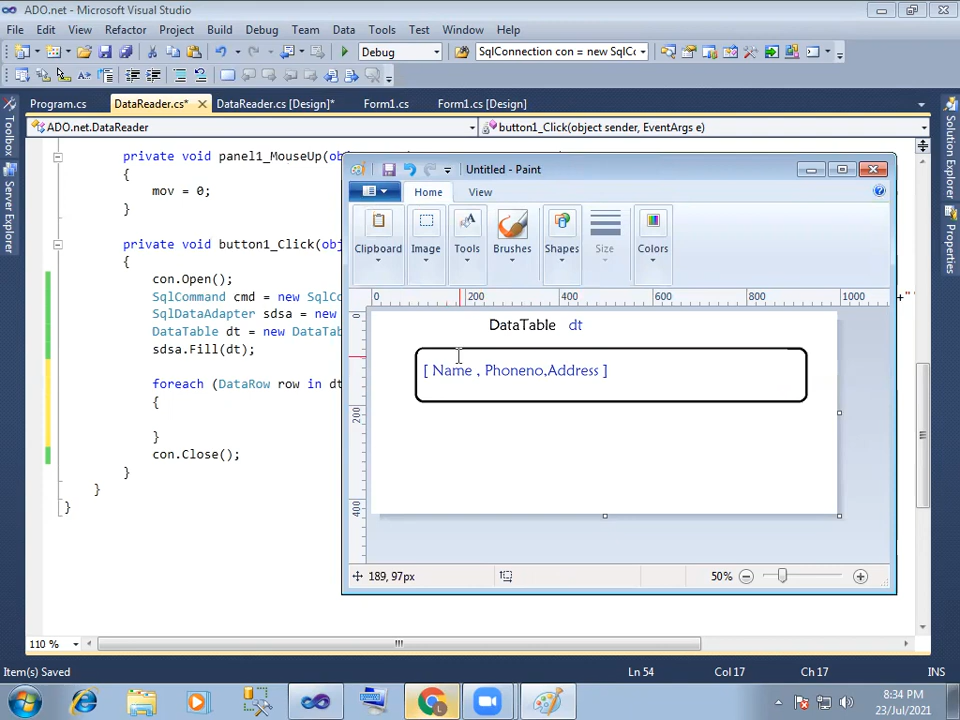 ADO.net - Microsoft Visual Studio
File Edit View Refactor Project Build Debug Team Data Tools Test Window Help
Debug SqlConnection con = new SqlCo
Program.cs DataReader.cs* DataReader.cs [Design]* Form1.cs Form1.cs [Design]
ADO.net.DataReader button1_Click(object sender, EventArgs e)
Toolbox
Server Explorer
Solution Explorer
Properties
private void panel1_MouseUp(ob
{
mov = 0;
}
private void button1_Click(obj
{
con.Open();
SqlCommand cmd = new SqlCo
SqlDataAdapter sdsa = new
DataTable dt = new DataTab
sdsa.Fill(dt);
foreach (DataRow row in dt
{
}
con.Close();
}
}
}
Untitled - Paint
Home View
Clipboard Image Tools Brushes Shapes Size Colors
0 200 400 600 800 1000
0
200
400
DataTable dt
[ Name , Phoneno,Address ]
189, 97px 50%
+"
110 %
Item(s) Saved Ln 54 Col 17 Ch 17 INS
8:34 PM
23/Jul/2021